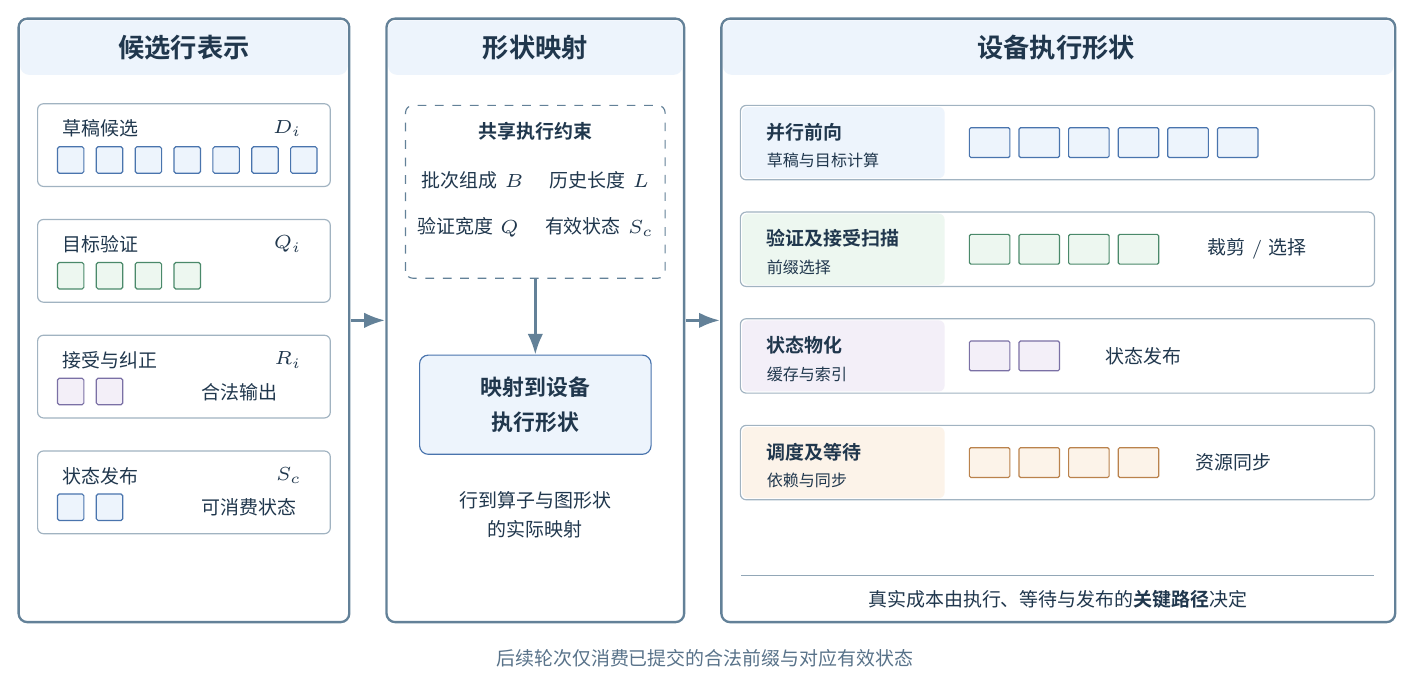 候选行表示
草稿候选 D_i
目标验证 Q_i
接受与纠正 R_i
合法输出
状态发布 S_c
可消费状态
形状映射
共享执行约束
批次组成 B 历史长度 L
验证宽度 Q 有效状态 S_c
映射到设备
执行形状
行到算子与图形状
的实际映射
设备执行形状
并行前向
草稿与目标计算
验证及接受扫描
前缀选择
裁剪 / 选择
状态物化
缓存与索引
状态发布
调度及等待
依赖与同步
资源同步
真实成本由执行、等待与发布的关键路径决定
后续轮次仅消费已提交的合法前缀与对应有效状态